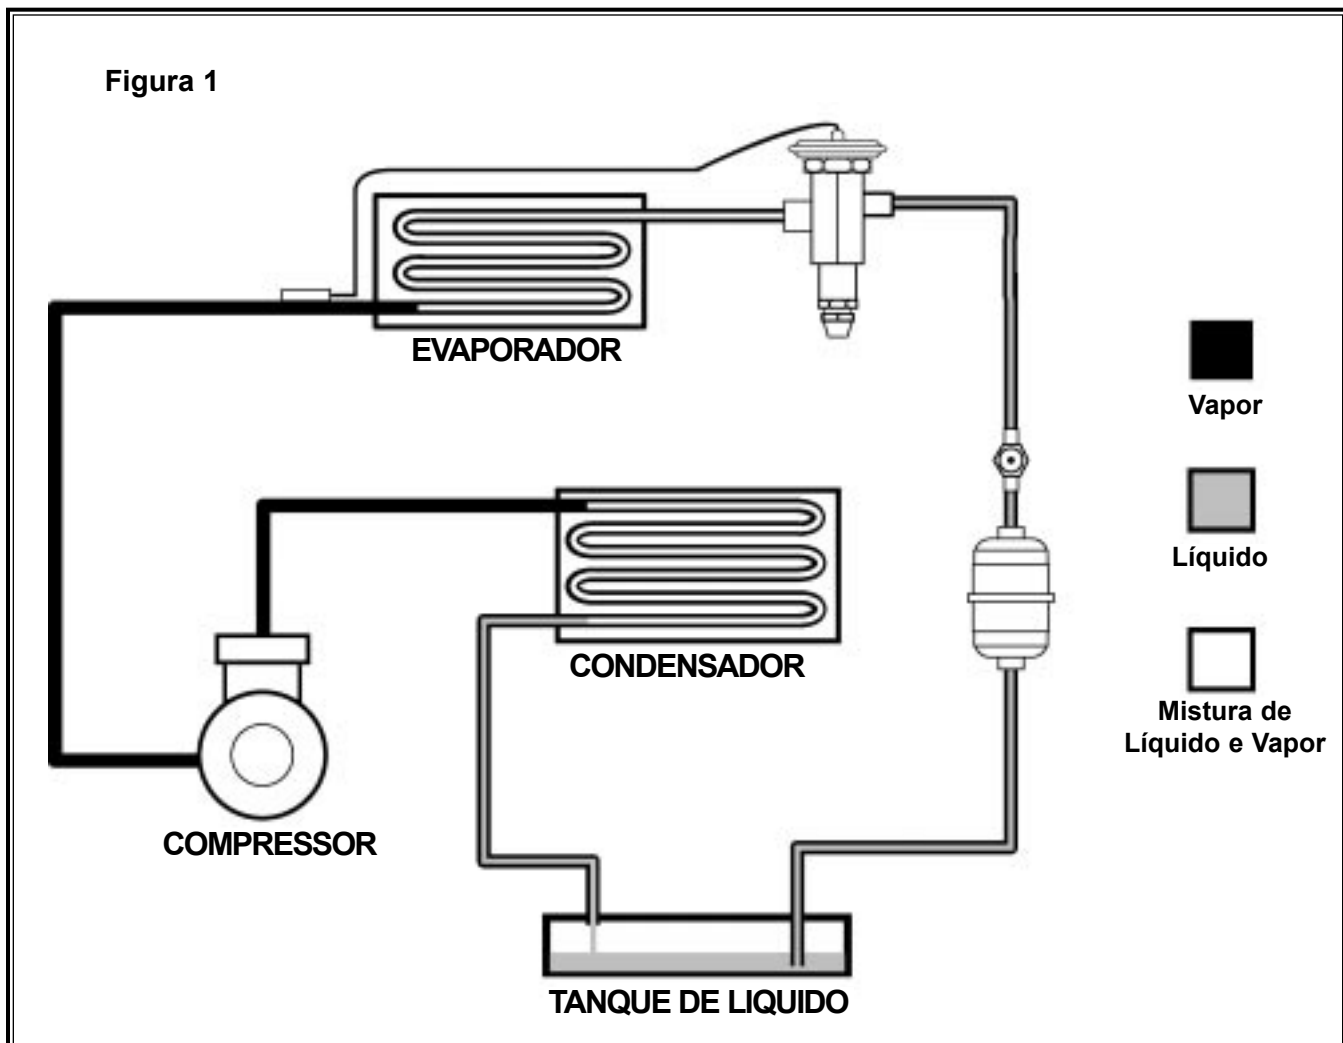 Figura 1
EVAPORADOR
Vapor
Líquido
CONDENSADOR
Mistura de
Líquido e Vapor
COMPRESSOR
TANQUE DE LIQUIDO